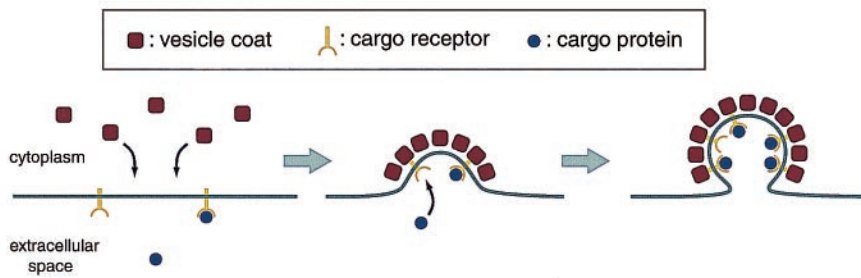 : vesicle coat : cargo receptor : cargo protein
cytoplasm
extracellular
space